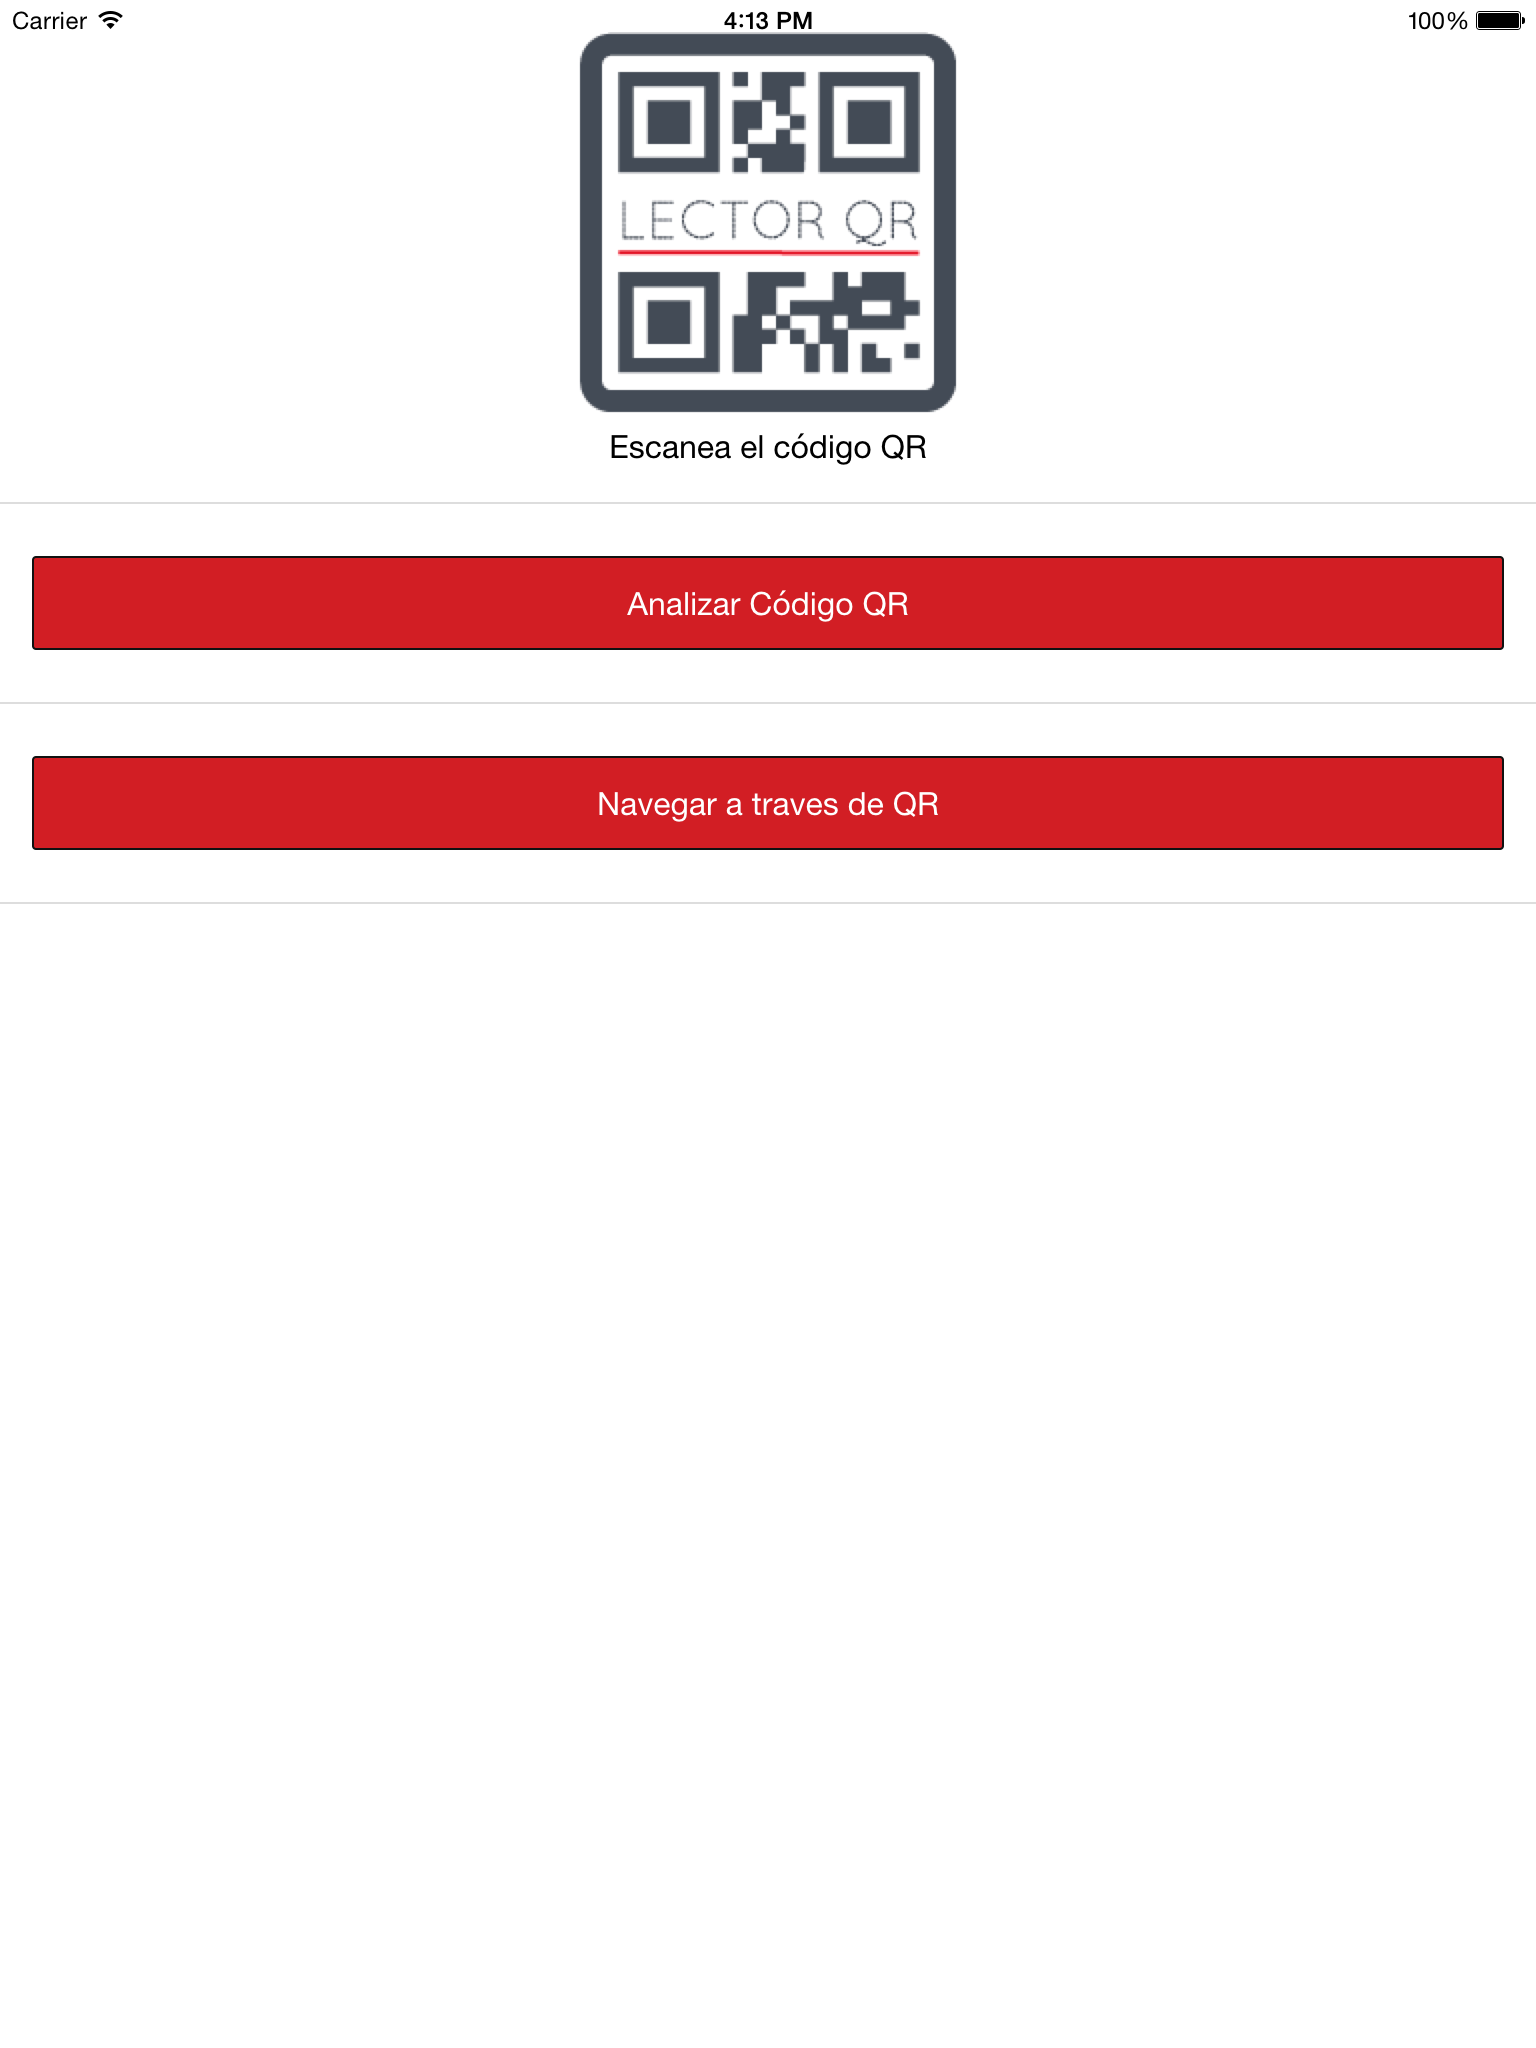 Carrier 4:13 PM 100%
LECTOR QR
Escanea el código QR
Analizar Código QR
Navegar a traves de QR